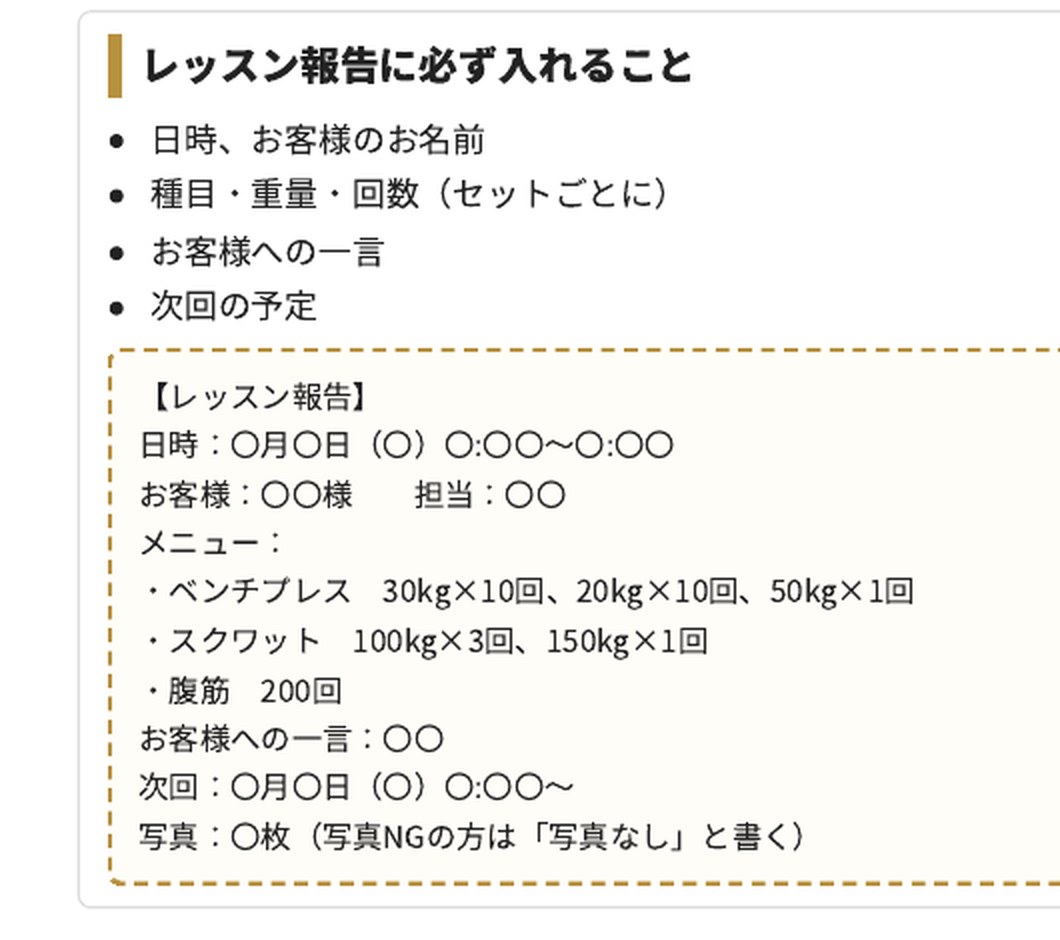 レッスン報告に必ず入れること
• 日時、お客様のお名前
• 種目・重量・回数（セットごとに）
• お客様への一言
• 次回の予定
【レッスン報告】
日時：〇月〇日（〇）〇:〇〇〜〇:〇〇
お客様：〇〇様　　担当：〇〇
メニュー：
・ベンチプレス　30kg×10回、20kg×10回、50kg×1回
・スクワット　100kg×3回、150kg×1回
・腹筋　200回
お客様への一言：〇〇
次回：〇月〇日（〇）〇:〇〇〜
写真：〇枚（写真NGの方は「写真なし」と書く）